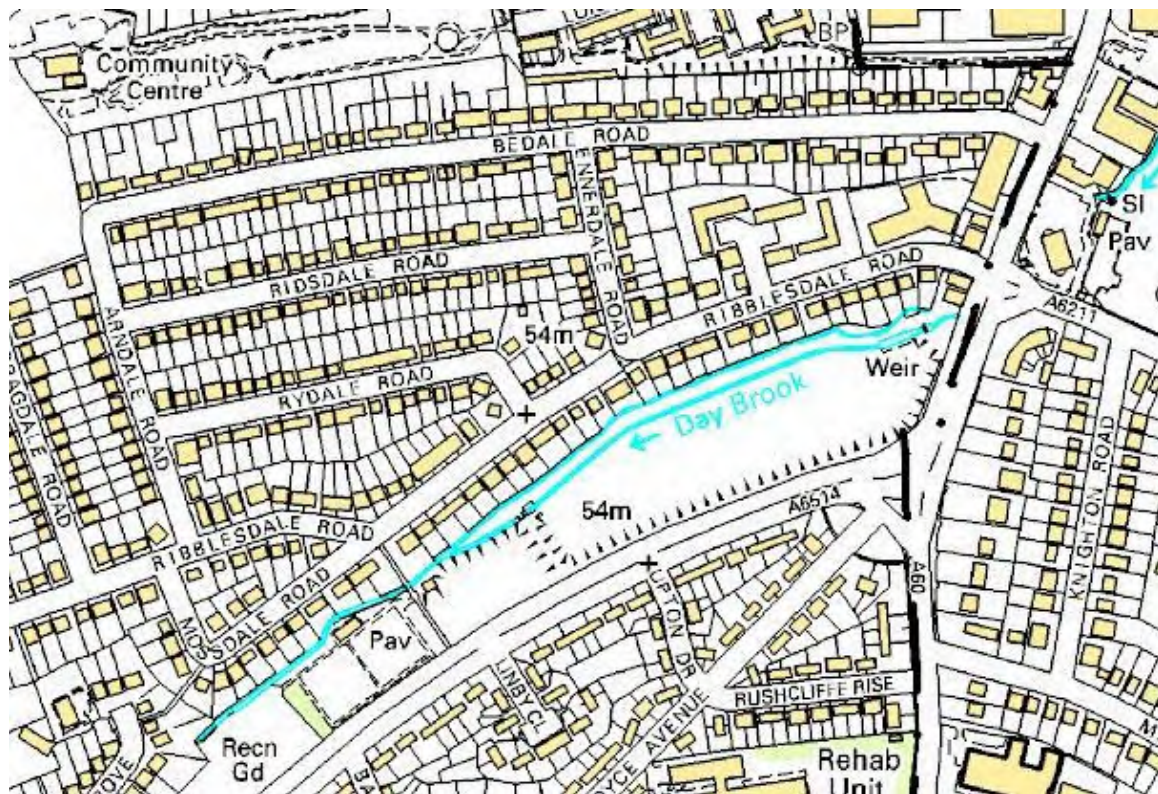 BP
Community
Centre
BEDALE ROAD
ENNERDALE ROAD
SI
Pav
RIDSDALE ROAD
RIBBLESDALE ROAD
A6211
ARNDALE ROAD
54m
Weir
RYDALE ROAD
Day Brook
KNIGHTON ROAD
54m
A6514
RIBBLESDALE ROAD
A60
UPTON DR
MOSSDALE ROAD
Pav
LINBY CL
RUSHCLIFFE RISE
AVENUE
Recn
Gd
Rehab
Unit